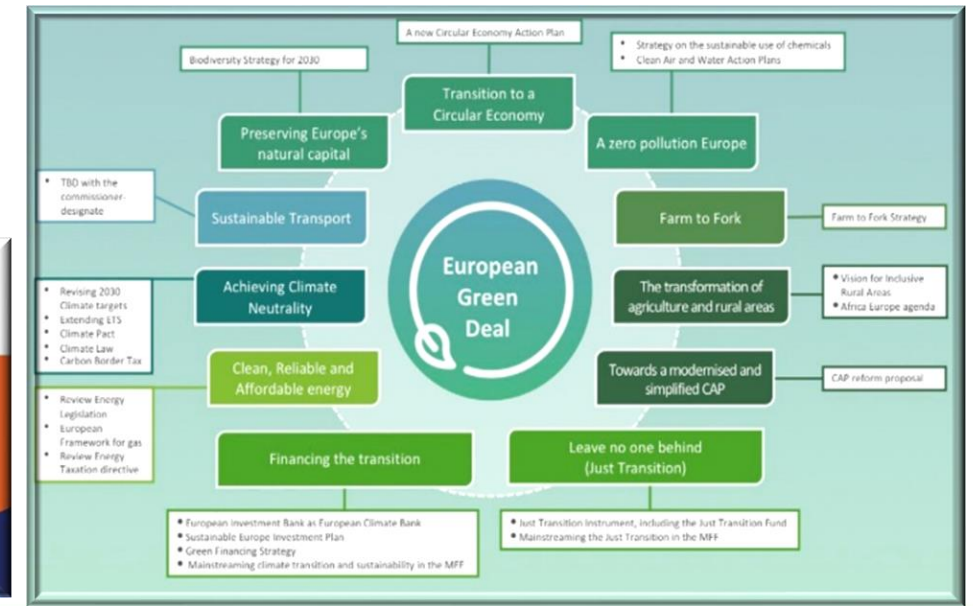 A new Circular Economy Action Plan
Biodiversity Strategy for 2030
• Strategy on the sustainable use of chemicals
• Clean Air and Water Action Plans
Transition to a
Circular Economy
Preserving Europe's
natural capital
A zero pollution Europe
• TBD with the
commissioner-
designate
Sustainable Transport
Farm to Fork
Farm to Fork Strategy
European
Green
Deal
• Revising 2030
Climate targets
• Extending ETS
• Climate Pact
• Climate Law
• Carbon Border Tax
Achieving Climate
Neutrality
The transformation of
agriculture and rural areas
• Vision for Inclusive
Rural Areas
• Africa Europe agenda
Clean, Reliable and
Affordable energy
Towards a modernised and
simplified CAP
CAP reform proposal
• Review Energy
Legislation
• European
Framework for gas
• Review Energy
Taxation directive
Financing the transition
Leave no one behind
(Just Transition)
• European Investment Bank as European Climate Bank
• Sustainable Europe Investment Plan
• Green Financing Strategy
• Mainstreaming climate transition and sustainability in the MFF
• Just Transition Instrument, including the Just Transition Fund
• Mainstreaming the Just Transition in the MFF